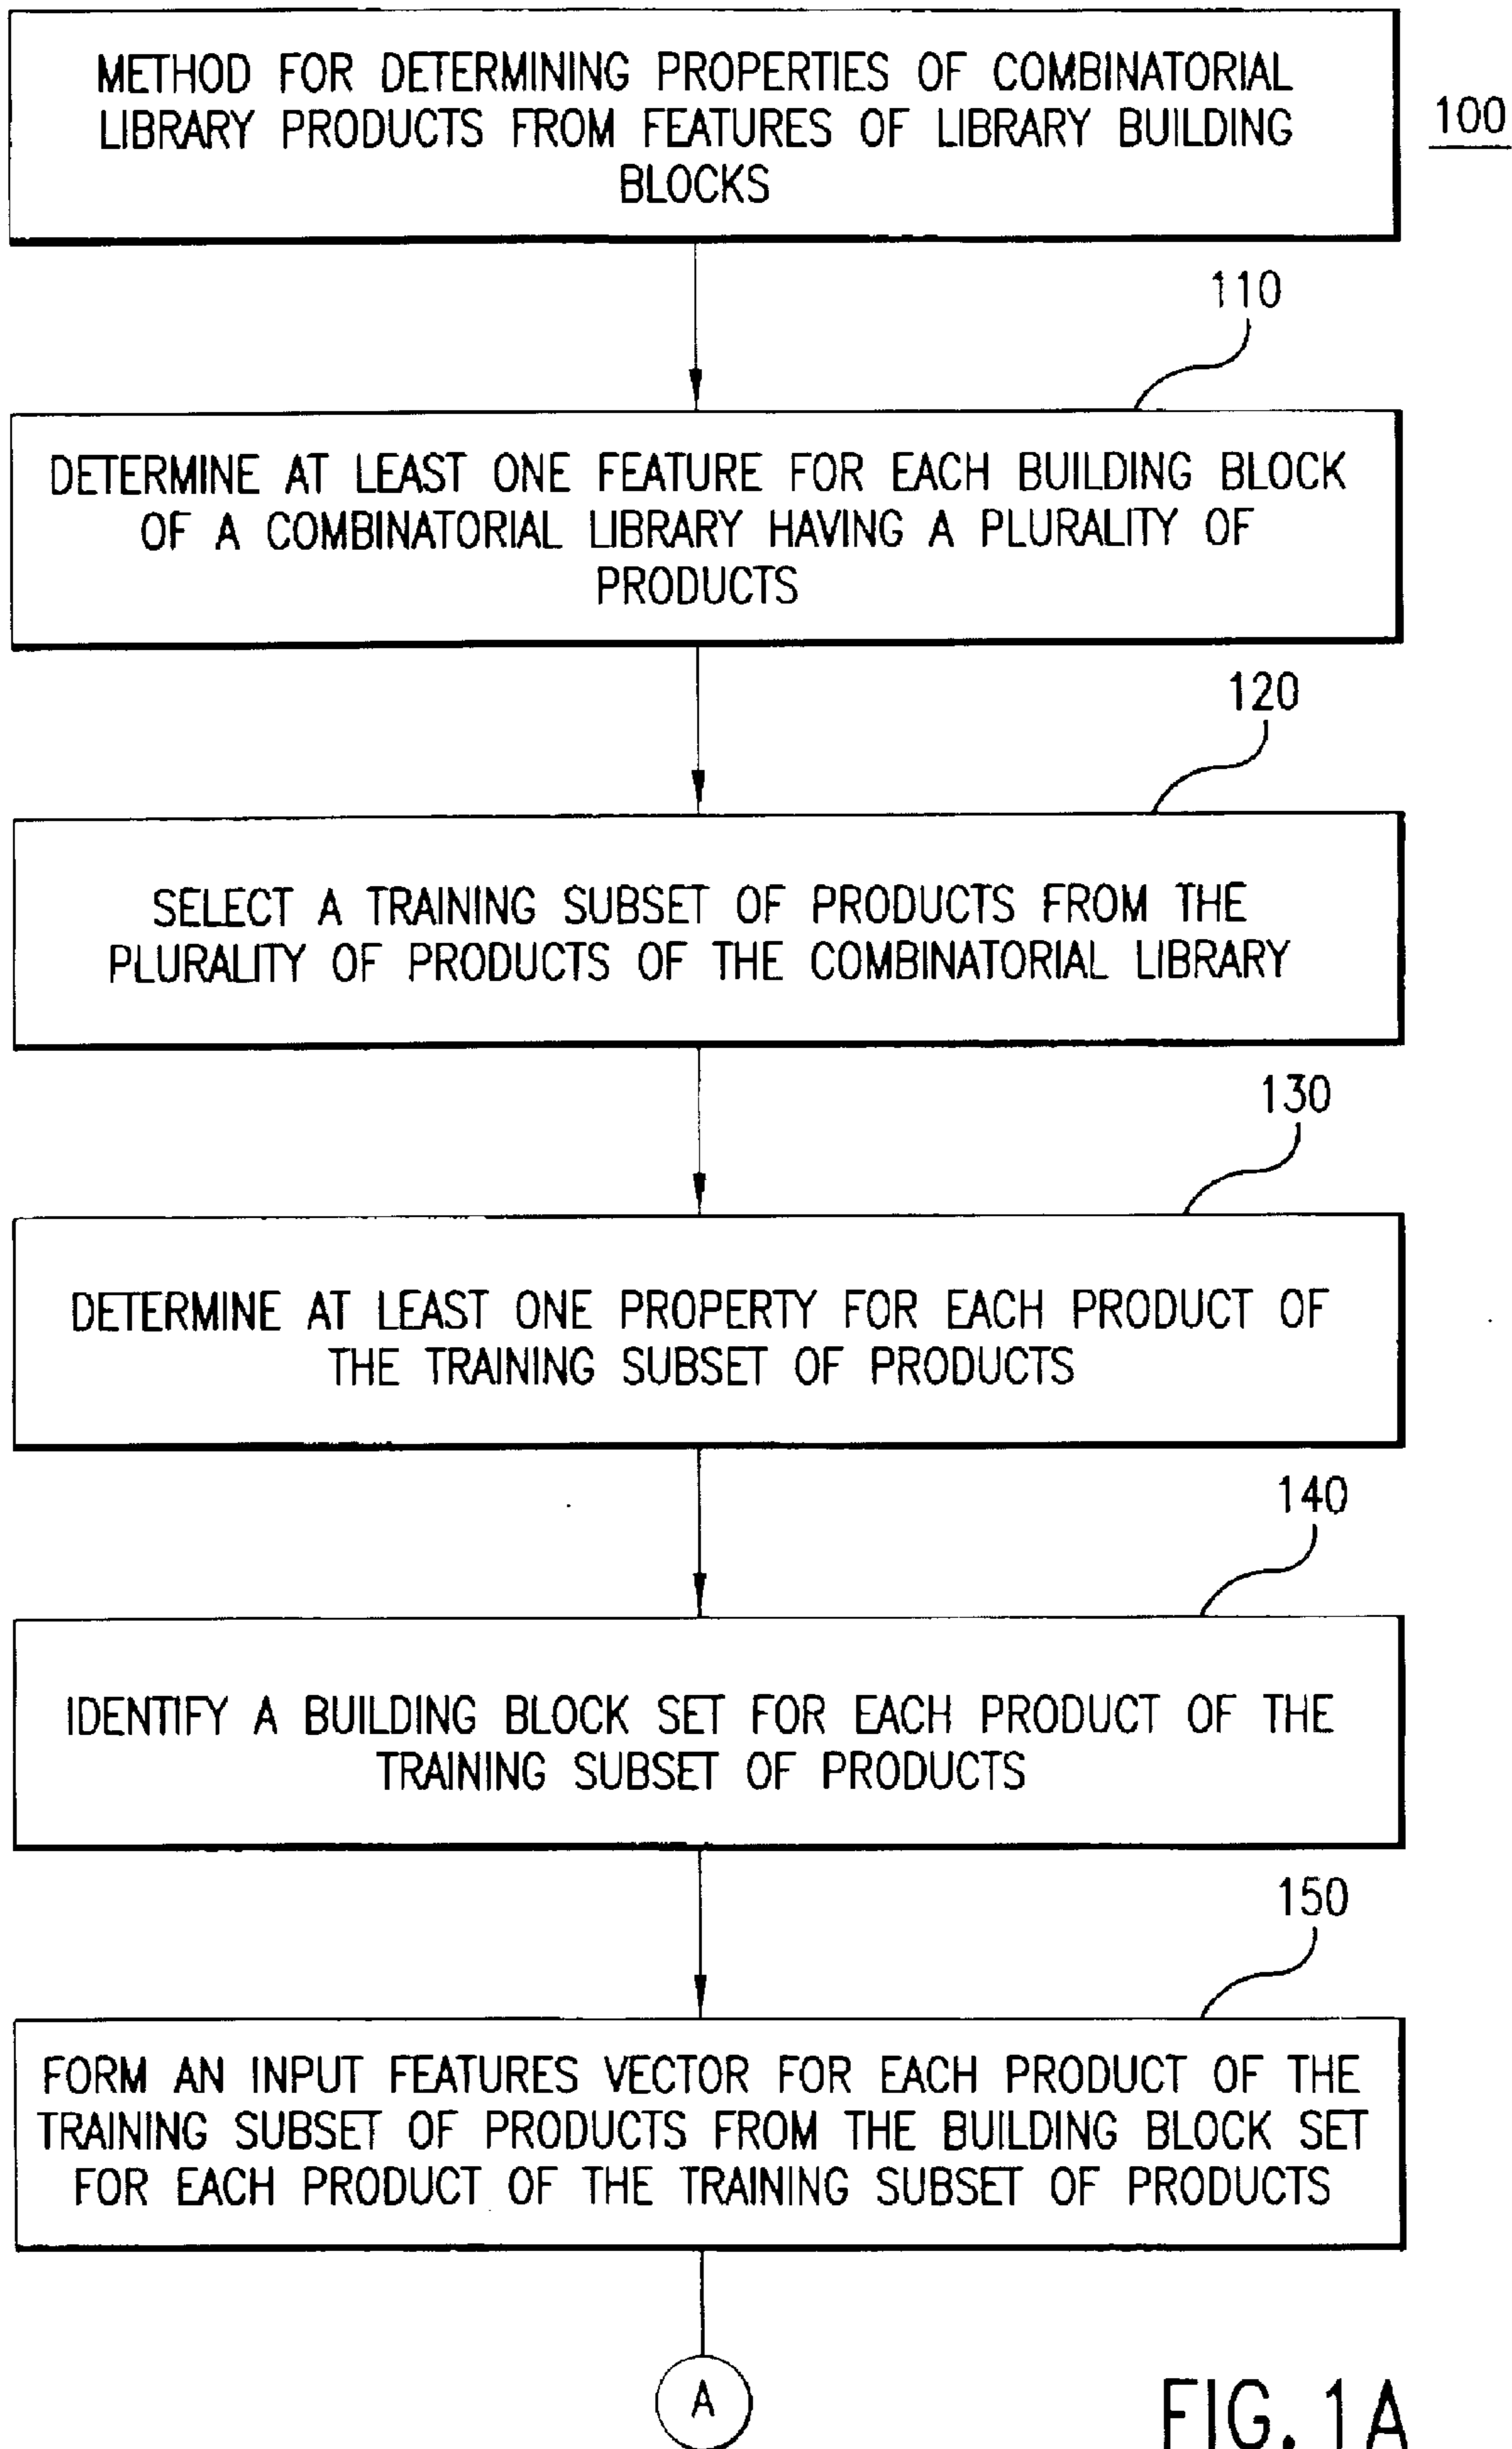 METHOD FOR DETERMINING PROPERTIES OF COMBINATORIAL
LIBRARY PRODUCTS FROM FEATURES OF LIBRARY BUILDING
BLOCKS
100
110
DETERMINE AT LEAST ONE FEATURE FOR EACH BUILDING BLOCK
OF A COMBINATORIAL LIBRARY HAVING A PLURALITY OF
PRODUCTS
120
SELECT A TRAINING SUBSET OF PRODUCTS FROM THE
PLURALITY OF PRODUCTS OF THE COMBINATORIAL LIBRARY
130
DETERMINE AT LEAST ONE PROPERTY FOR EACH PRODUCT OF
THE TRAINING SUBSET OF PRODUCTS
140
IDENTIFY A BUILDING BLOCK SET FOR EACH PRODUCT OF THE
TRAINING SUBSET OF PRODUCTS
150
FORM AN INPUT FEATURES VECTOR FOR EACH PRODUCT OF THE
TRAINING SUBSET OF PRODUCTS FROM THE BUILDING BLOCK SET
FOR EACH PRODUCT OF THE TRAINING SUBSET OF PRODUCTS
A
FIG. 1A